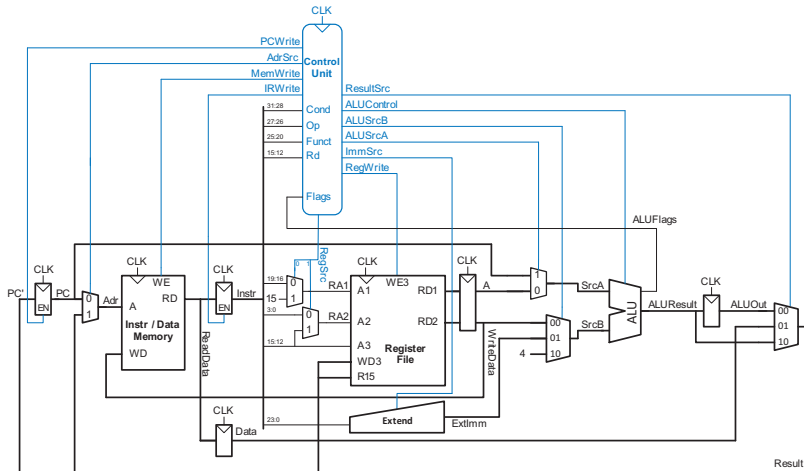 CLK
PCWrite
AdrSrc
Control
MemWrite
Unit
IRWrite
ResultSrc
31:28
Cond
ALUControl
27:26
Op
ALUSrcB
25:20
Funct
ALUSrcA
15:12
Rd
ImmSrc
RegWrite
Flags
ALUFlags
RegSrc
0 1
CLK
CLK
CLK
CLK
CLK
WE
19:16
WE3
1
0
PC'
PC
0
1
Adr
A
RD
EN
EN
Instr
0
1
15
RA1
A1
RD1
A
SrcA
CLK
Instr / Data
Memory
3:0
0
1
RA2
A2
RD2
00
01
10
SrcB
ALU
ALUResult
ALUOut
00
01
10
WD
ReadData
15:12
A3
Register
File
WD3
R15
WriteData
4
CLK
Data
23:0
Extend
ExtImm
Result